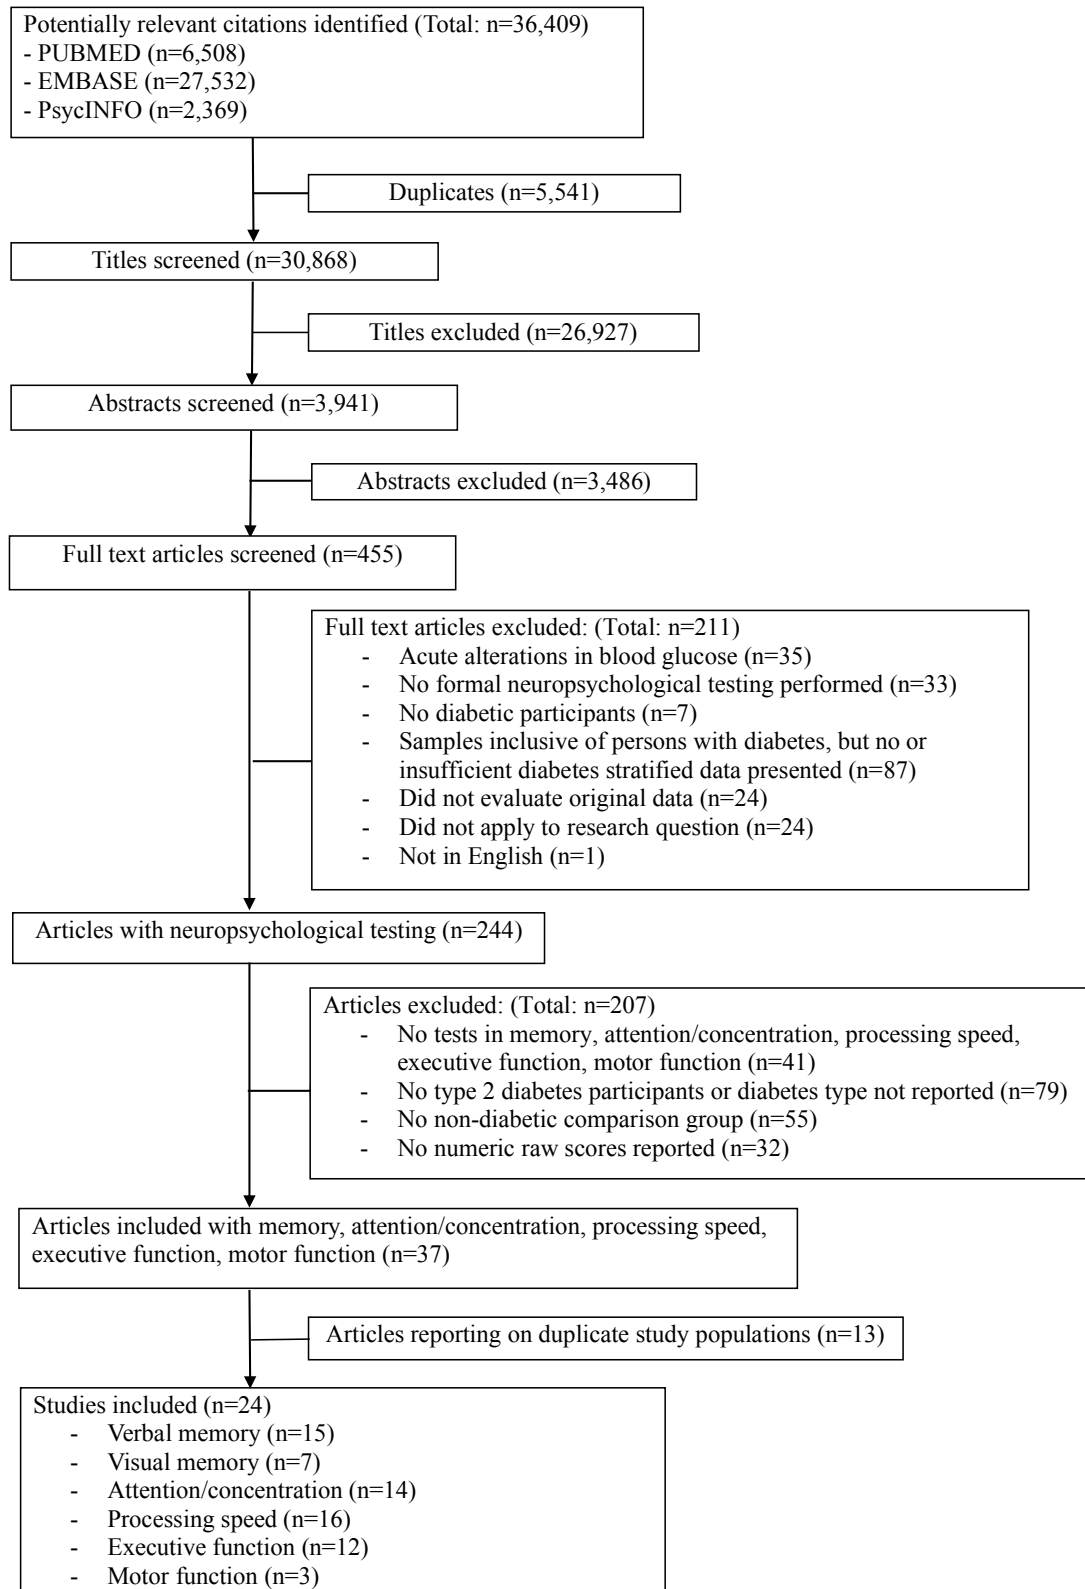 Potentially relevant citations identified (Total: n=36,409)
- PUBMED (n=6,508)
- EMBASE (n=27,532)
- PsycINFO (n=2,369)
Duplicates (n=5,541)
Titles screened (n=30,868)
Titles excluded (n=26,927)
Abstracts screened (n=3,941)
Abstracts excluded (n=3,486)
Full text articles screened (n=455)
Full text articles excluded: (Total: n=211)
- Acute alterations in blood glucose (n=35)
- No formal neuropsychological testing performed (n=33)
- No diabetic participants (n=7)
- Samples inclusive of persons with diabetes, but no or
insufficient diabetes stratified data presented (n=87)
- Did not evaluate original data (n=24)
- Did not apply to research question (n=24)
- Not in English (n=1)
Articles with neuropsychological testing (n=244)
Articles excluded: (Total: n=207)
- No tests in memory, attention/concentration, processing speed,
executive function, motor function (n=41)
- No type 2 diabetes participants or diabetes type not reported (n=79)
- No non-diabetic comparison group (n=55)
- No numeric raw scores reported (n=32)
Articles included with memory, attention/concentration, processing speed,
executive function, motor function (n=37)
Articles reporting on duplicate study populations (n=13)
Studies included (n=24)
- Verbal memory (n=15)
- Visual memory (n=7)
- Attention/concentration (n=14)
- Processing speed (n=16)
- Executive function (n=12)
- Motor function (n=3)